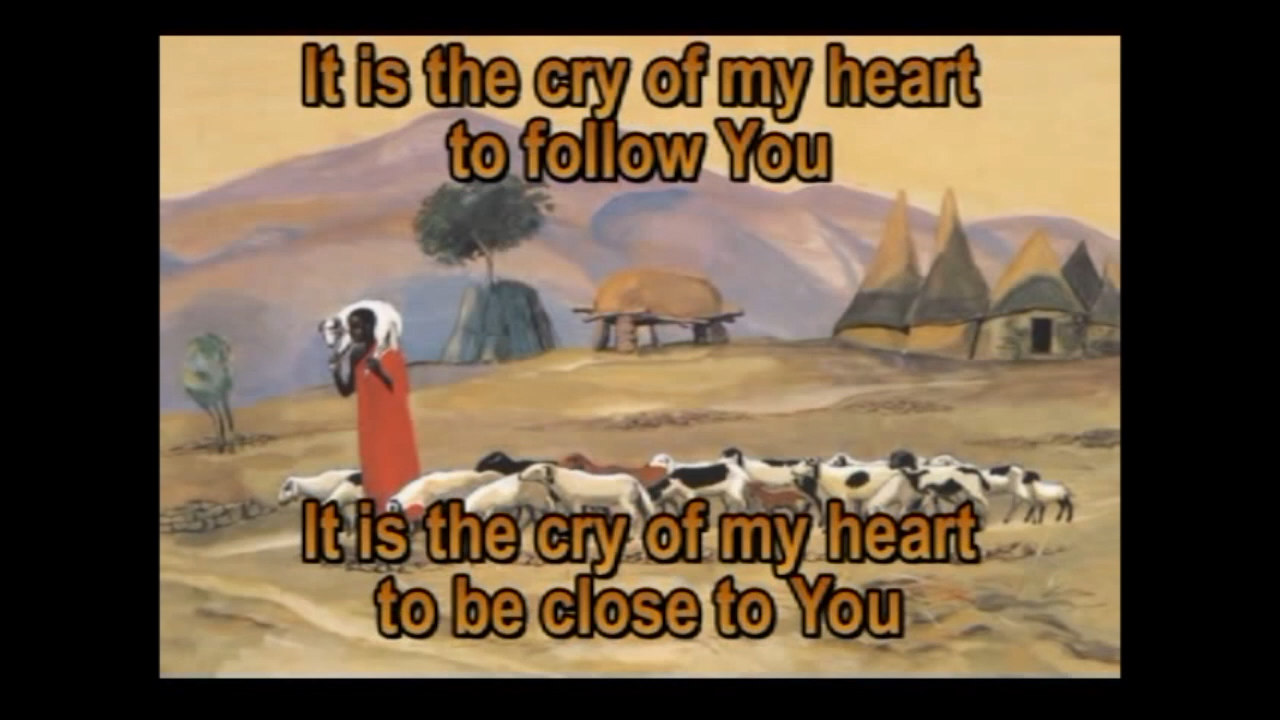 It is the cry of my heart
to follow You
It is the cry of my heart
to be close to You